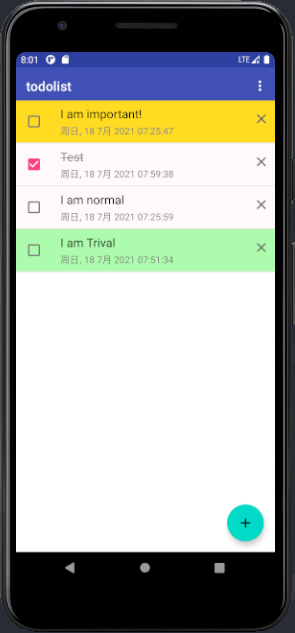 8:01
LTE
todolist
I am important!
周日, 18 7月 2021 07:25:47
Test
周日, 18 7月 2021 07:59:38
I am normal
周日, 18 7月 2021 07:25:59
I am Trival
周日, 18 7月 2021 07:51:34